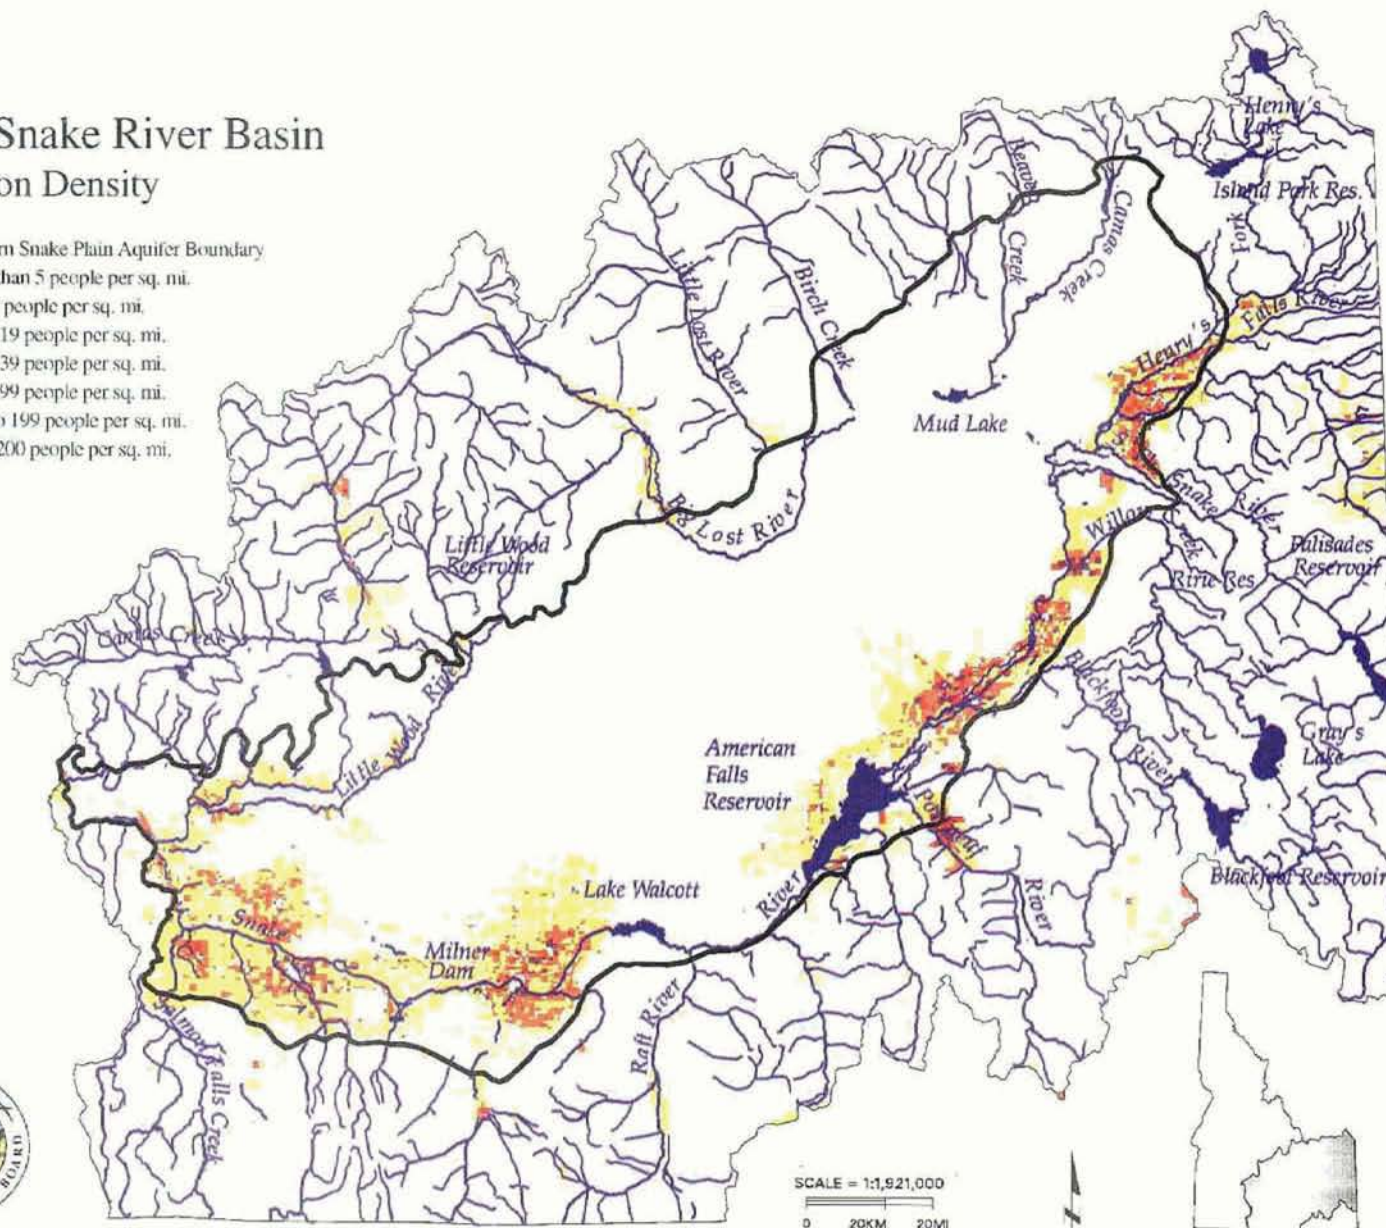 Snake River Basin
on Density
rn Snake Plain Aquifer Boundary
than 5 people per sq. mi.
people per sq. mi.
19 people per sq. mi.
39 people per sq. mi.
99 people per sq. mi.
o 199 people per sq. mi.
200 people per sq. mi.
Henry's
Lake
Island Park Res.
Beaver
Creek
Camas Creek
Fork
Falls River
Henry's
Little Lost River
Birch Creek
Mud Lake
Snake River
Willow
Creek
Big Lost River
Little Wood
Reservoir
Palisades
Reservoir
Ririe Res
Camas Creek
Little Wood River
Blackfoot
River
Gray's
Lake
American
Falls
Reservoir
Portneuf
River
Blackfoot Reservoir
River
Lake Walcott
Snake
Milner
Dam
Raft River
Salmon Falls Creek
BOARD
SCALE = 1:1,921,000
0 20KM 20MI